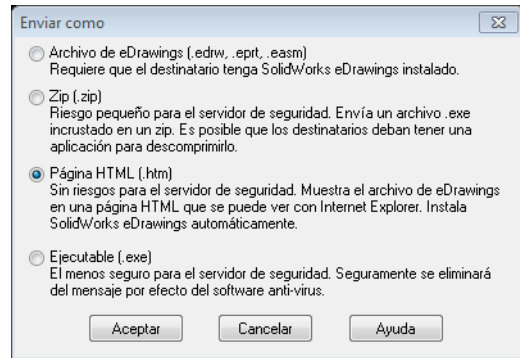 Enviar como
Archivo de eDrawings (.edrw, .eprt, .easm)
Requiere que el destinatario tenga SolidWorks eDrawings instalado.
Zip (.zip)
Riesgo pequeño para el servidor de seguridad. Envía un archivo .exe
incrustado en un zip. Es posible que los destinatarios deban tener una
aplicación para descomprimirlo.
Página HTML (.htm)
Sin riesgos para el servidor de seguridad. Muestra el archivo de eDrawings
en una página HTML que se puede ver con Internet Explorer. Instala
SolidWorks eDrawings automáticamente.
Ejecutable (.exe)
El menos seguro para el servidor de seguridad. Seguramente se eliminará
del mensaje por efecto del software anti-virus.
Aceptar Cancelar Ayuda